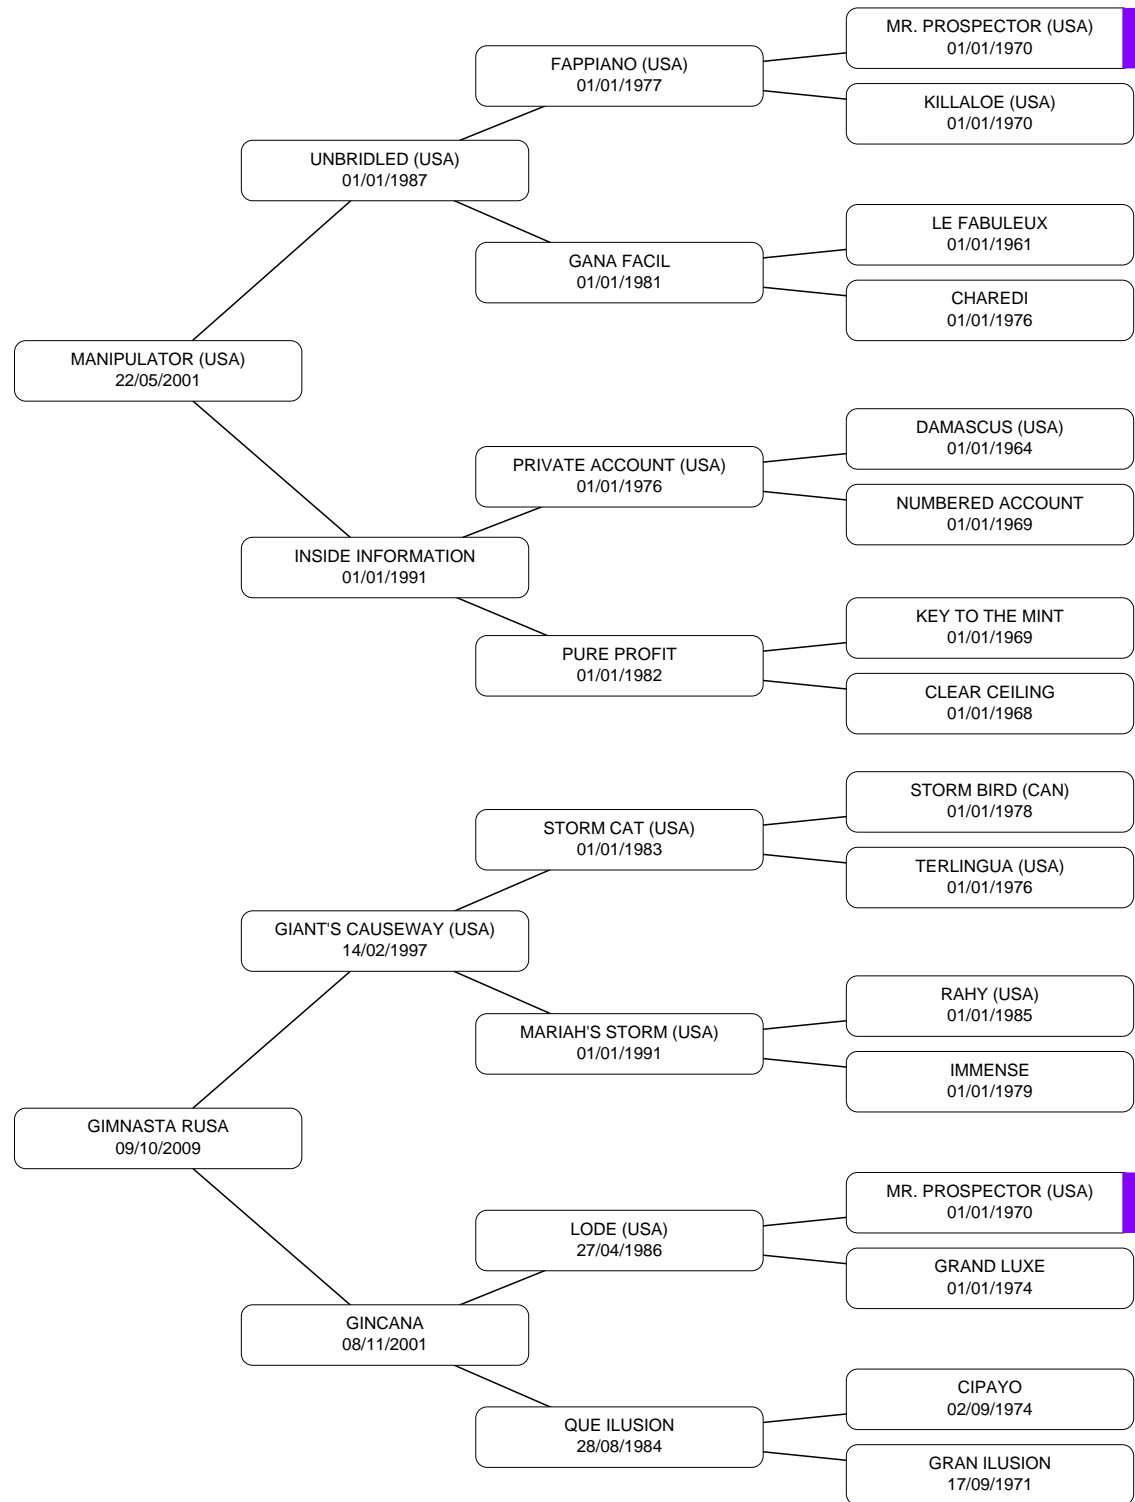 MR. PROSPECTOR (USA)
01/01/1970
FAPPIANO (USA)
01/01/1977
KILLALOE (USA)
01/01/1970
UNBRIDLED (USA)
01/01/1987
LE FABULEUX
01/01/1961
GANA FACIL
01/01/1981
CHAREDI
01/01/1976
MANIPULATOR (USA)
22/05/2001
DAMASCUS (USA)
01/01/1964
PRIVATE ACCOUNT (USA)
01/01/1976
NUMBERED ACCOUNT
01/01/1969
INSIDE INFORMATION
01/01/1991
KEY TO THE MINT
01/01/1969
PURE PROFIT
01/01/1982
CLEAR CEILING
01/01/1968
STORM BIRD (CAN)
01/01/1978
STORM CAT (USA)
01/01/1983
TERLINGUA (USA)
01/01/1976
GIANT'S CAUSEWAY (USA)
14/02/1997
RAHY (USA)
01/01/1985
MARIAH'S STORM (USA)
01/01/1991
IMMENSE
01/01/1979
GIMNASTA RUSA
09/10/2009
MR. PROSPECTOR (USA)
01/01/1970
LODE (USA)
27/04/1986
GRAND LUXE
01/01/1974
GINCANA
08/11/2001
CIPAYO
02/09/1974
QUE ILUSION
28/08/1984
GRAN ILUSION
17/09/1971